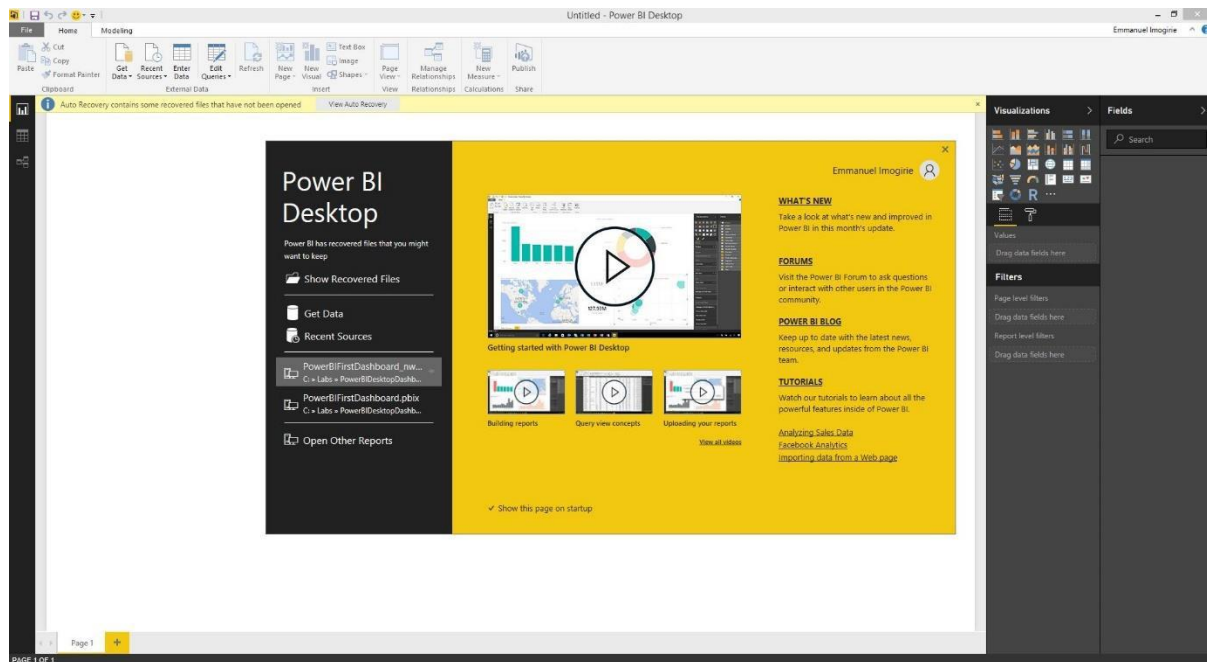 Untitled - Power BI Desktop
File Home Modeling Emmanuel Imogirie
Paste
Cut
Copy
Format Painter
Clipboard
Get Data
Recent Sources
Enter Data
Edit Queries
Refresh
External Data
New Page
New Visual
Text Box
Image
Shapes
Insert
Page View
View
Manage Relationships
Relationships
New Measure
Calculations
Publish
Share
Auto Recovery contains some recovered files that have not been opened View Auto Recovery
Power BI
Desktop
Power BI has recovered files that you might
want to keep
Show Recovered Files
Get Data
Recent Sources
PowerBIFirstDashboard_nw...
C: » Labs » PowerBIDesktopDashb...
PowerBIFirstDashboard.pbix
C: » Labs » PowerBIDesktopDashb...
Open Other Reports
Getting started with Power BI Desktop
Building reports
Query view concepts
Uploading your reports
View all videos
Show this page on startup
Emmanuel Imogirie
WHAT'S NEW
Take a look at what's new and improved in
Power BI in this month's update.
FORUMS
Visit the Power BI Forum to ask questions
or interact with other users in the Power BI
community.
POWER BI BLOG
Keep up to date with the latest news,
resources, and updates from the Power BI
team.
TUTORIALS
Watch our tutorials to learn about all the
powerful features inside of Power BI.
Analyzing Sales Data
Facebook Analytics
Importing data from a Web page
Visualizations
R
Values
Drag data fields here
Filters
Page level filters
Drag data fields here
Report level filters
Drag data fields here
Fields
Search
Page 1
PAGE 1 OF 1